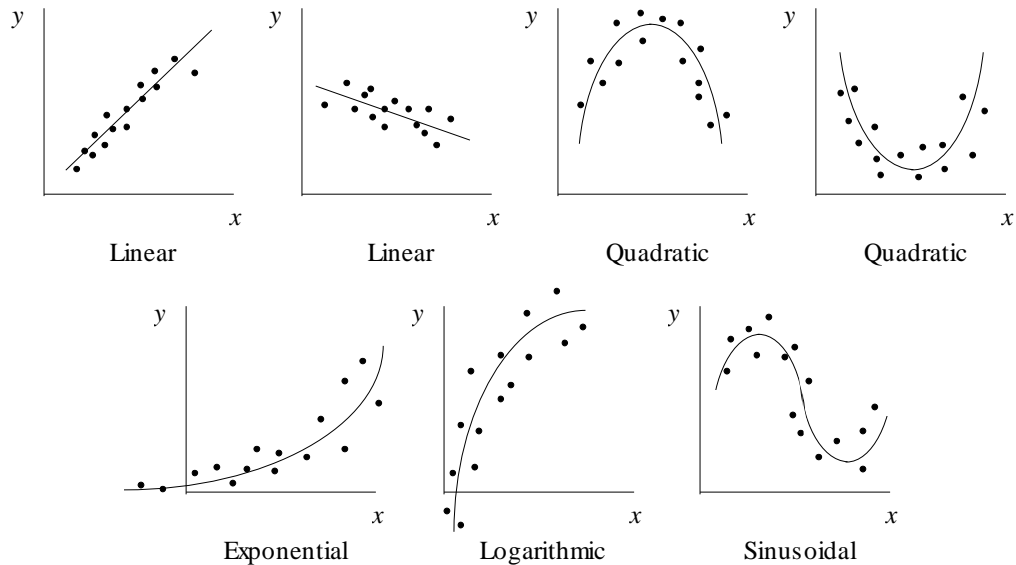 y y y y
x x x x
Linear Linear Quadratic Quadratic
y y y
x x x
Exponential Logarithmic Sinusoidal